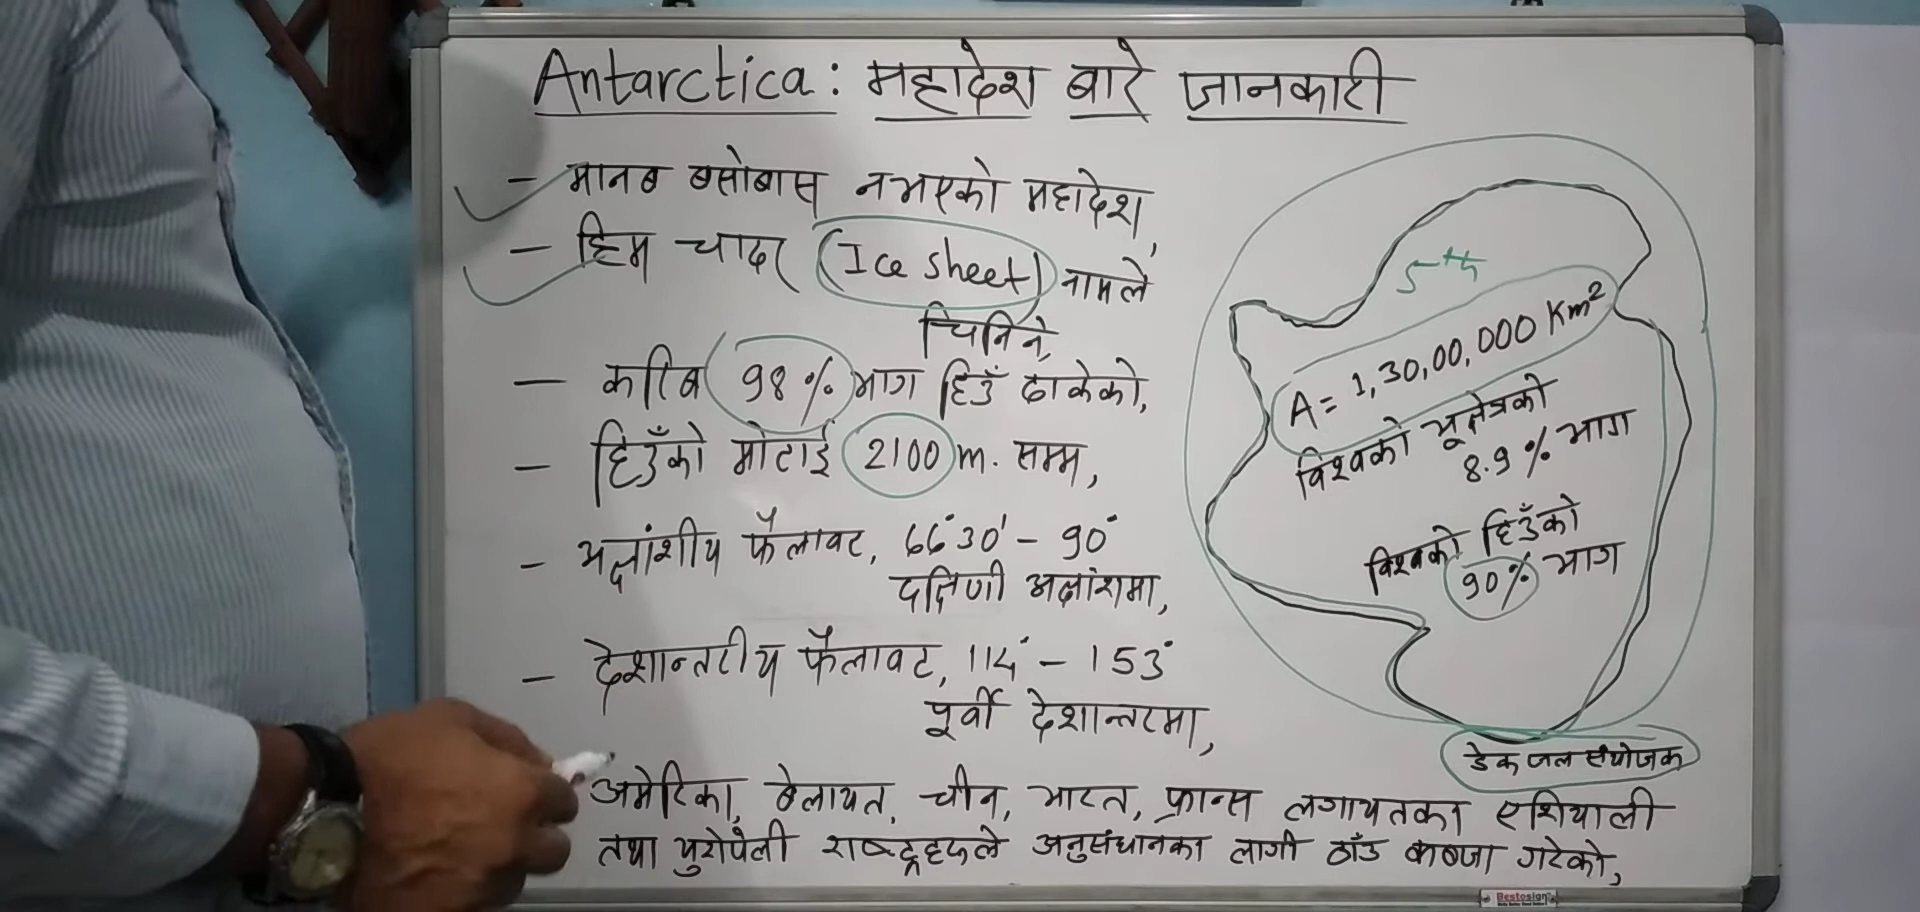 Antarctica: महादेश बारे जानकारी
- मानब बसोबास नभएको महादेश,
- हिम चादर (Ice sheet) नामले
चिनिने,
- करिब 98% भाग हिउँ ढाकेको,
- हिउँको मोटाई 2100 m. सम्म,
- अक्षांशीय फैलावट, 66°30' - 90°
दक्षिणी अक्षांशमा,
- देशान्तरीय फैलावट, 114° - 153°
पूर्वी देशान्तरमा,
अमेरिका, बेलायत, चीन, भारत, फ्रान्स लगायतका एशियाली
तथा युरोपेली राष्ट्रहरूले अनुसंधानका लागी ठाँउ कब्जा गरेको,
5th
A = 1,30,00,000 Km²
विश्वको भूक्षेत्रको
8.9 % भाग
विश्वको हिउँको
90% भाग
डेक जल संयोजक
Bestosign